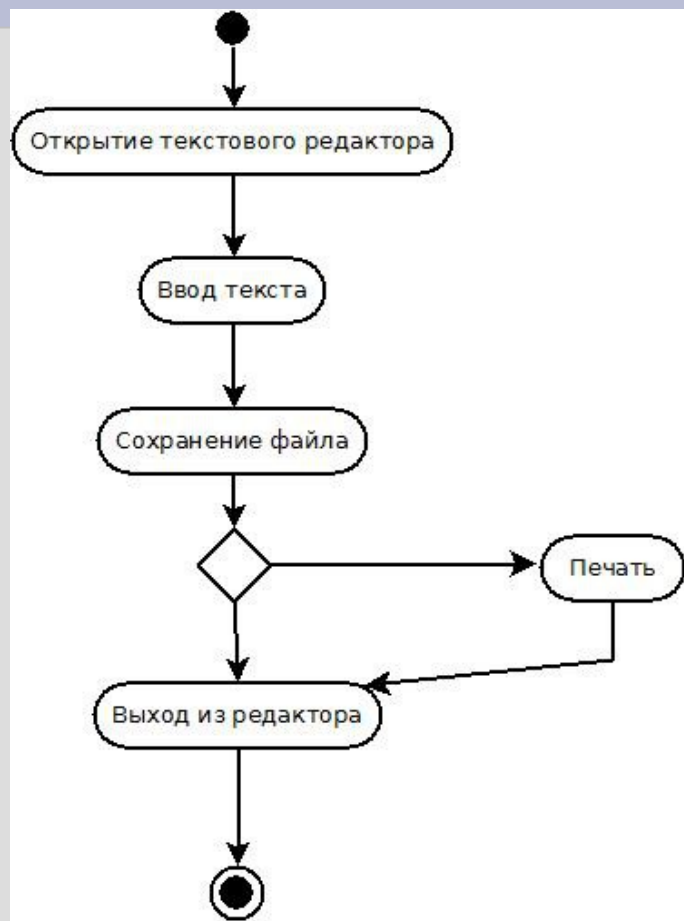 Открытие текстового редактора
Ввод текста
Сохранение файла
Печать
Выход из редактора